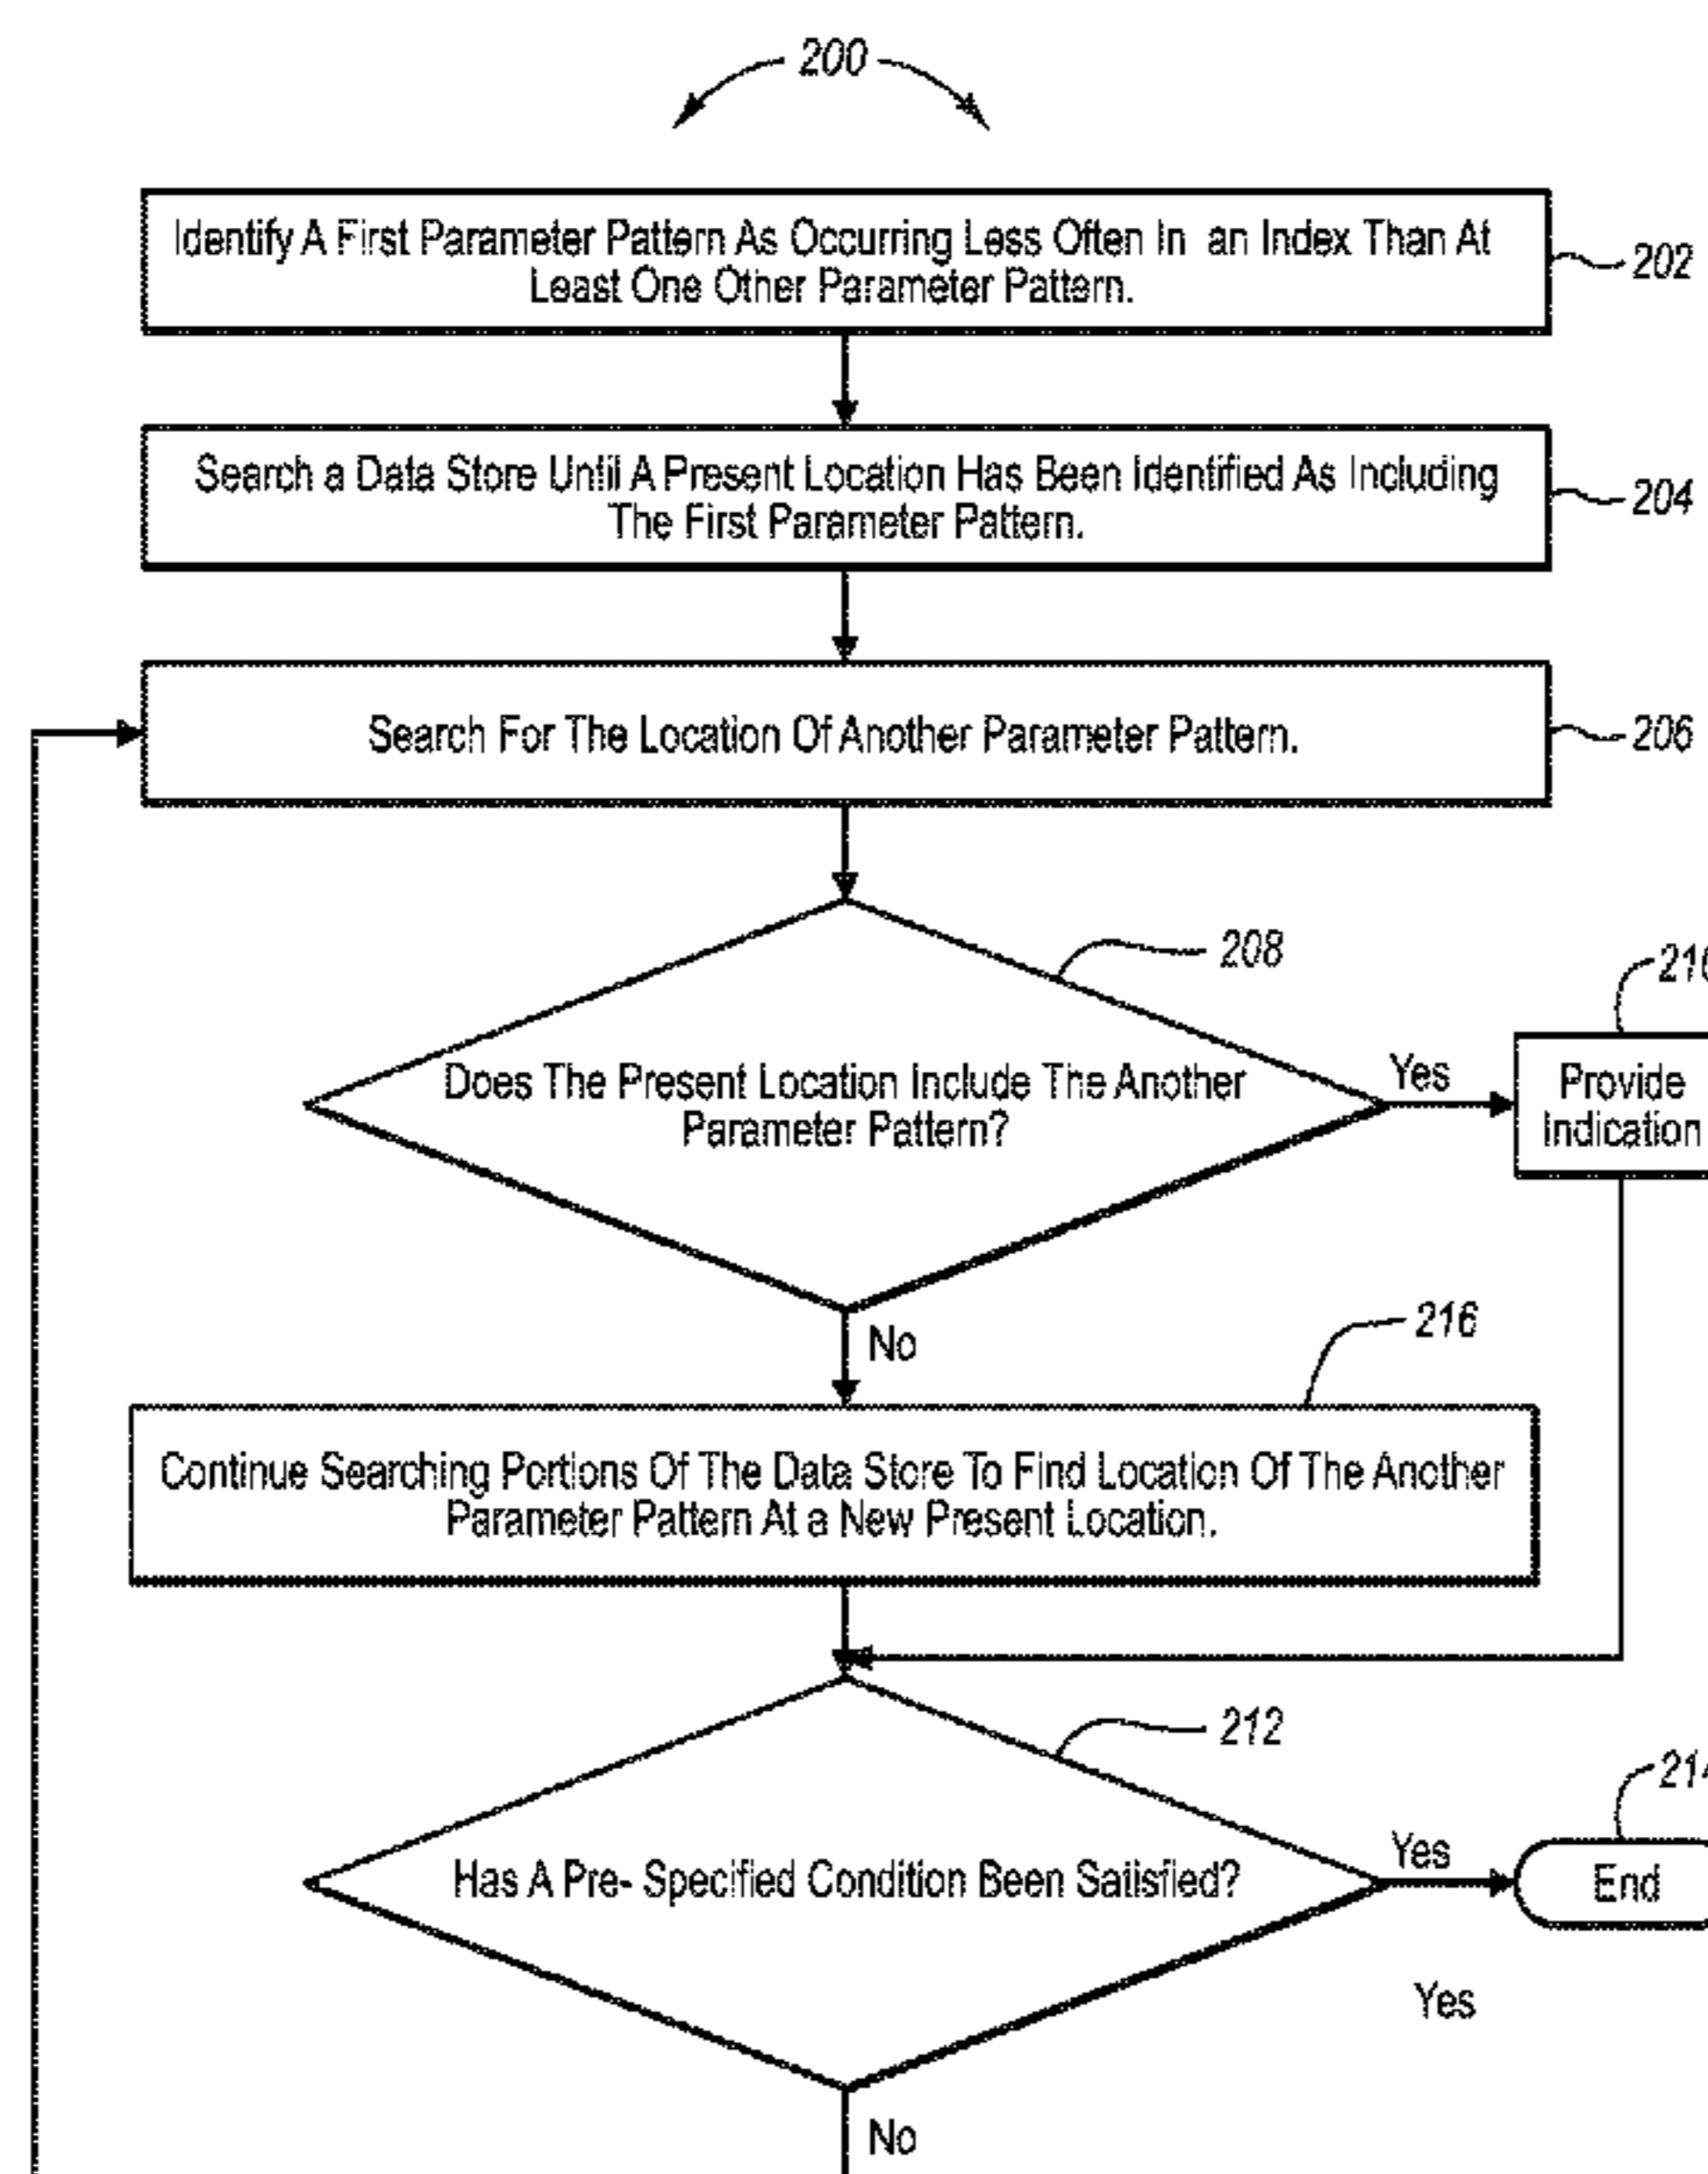 200
Identify A First Parameter Pattern As Occurring Less Often In an Index Than At
Least One Other Parameter Pattern.
202
Search a Data Store Until A Present Location Has Been Identified As Including
The First Parameter Pattern.
204
Search For The Location Of Another Parameter Pattern.
206
208
Does The Present Location Include The Another
Parameter Pattern?
Yes
Provide
Indication
No
216
Continue Searching Portions Of The Data Store To Find Location Of The Another
Parameter Pattern At a New Present Location.
212
Has A Pre- Specified Condition Been Satisfied?
Yes
End
Yes
No